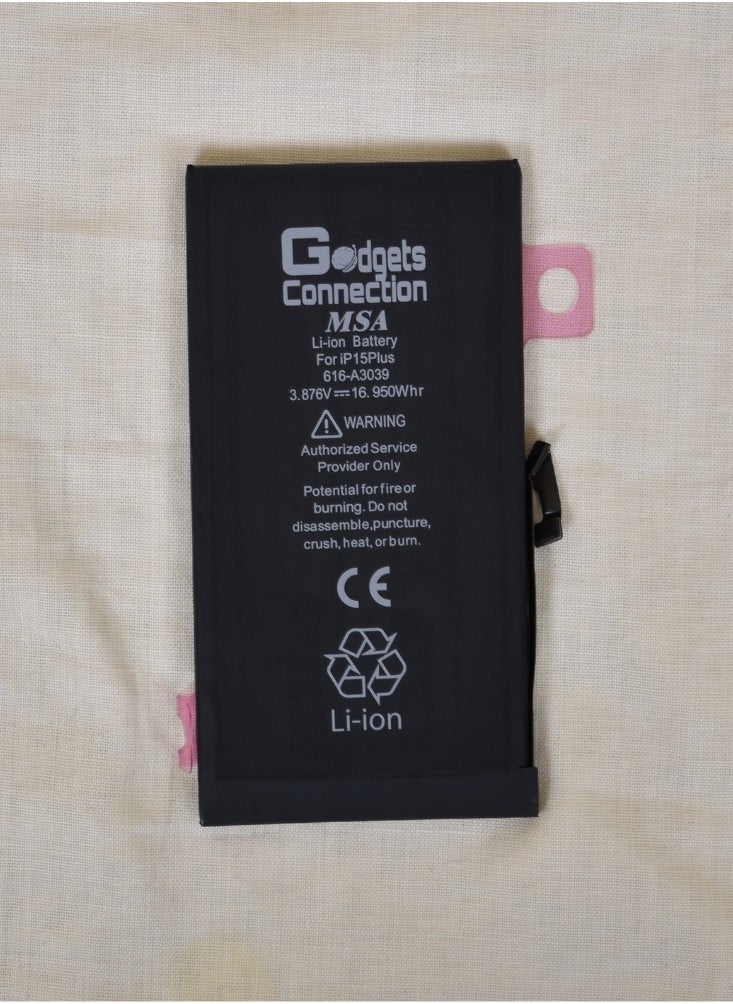 Gadgets
Connection
MSA
Li-ion Battery
For iP15Plus
616-A3039
3.876V⎓16.950Whr
WARNING
Authorized Service
Provider Only
Potential for fire or
burning. Do not
disassemble,puncture,
crush, heat, or burn.
CE
Li-ion